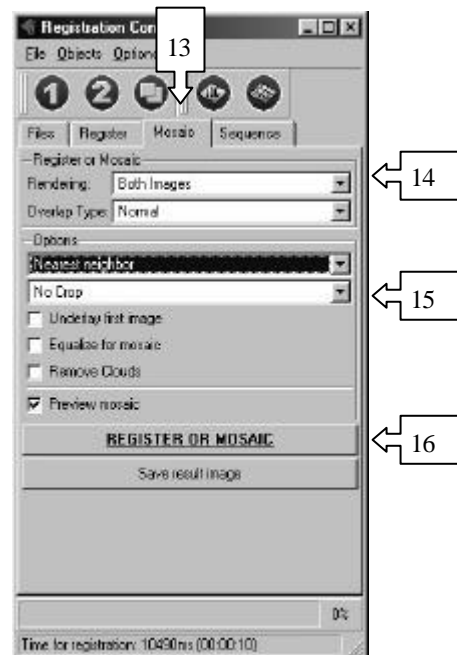 Registration Con
13
File Objects Option
1 2
Files Register Mosaic Sequence
Register or Mosaic
Rendering: Both Images
14
Overlap Type: Normal
Options
Nearest neighbor
No Crop
15
Underlay first image
Equalize for mosaic
Remove Clouds
Preview mosaic
REGISTER OR MOSAIC
16
Save result image
0%
Time for registration: 10490ms (00:00:10)